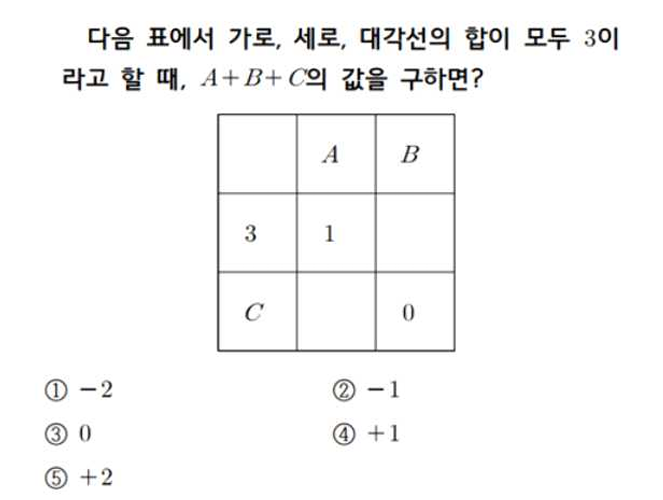 다음 표에서 가로, 세로, 대각선의 합이 모두 3이
라고 할 때, A+B+C의 값을 구하면?
A B
3 1
C 0
① −2 ② −1
③ 0 ④ +1
⑤ +2